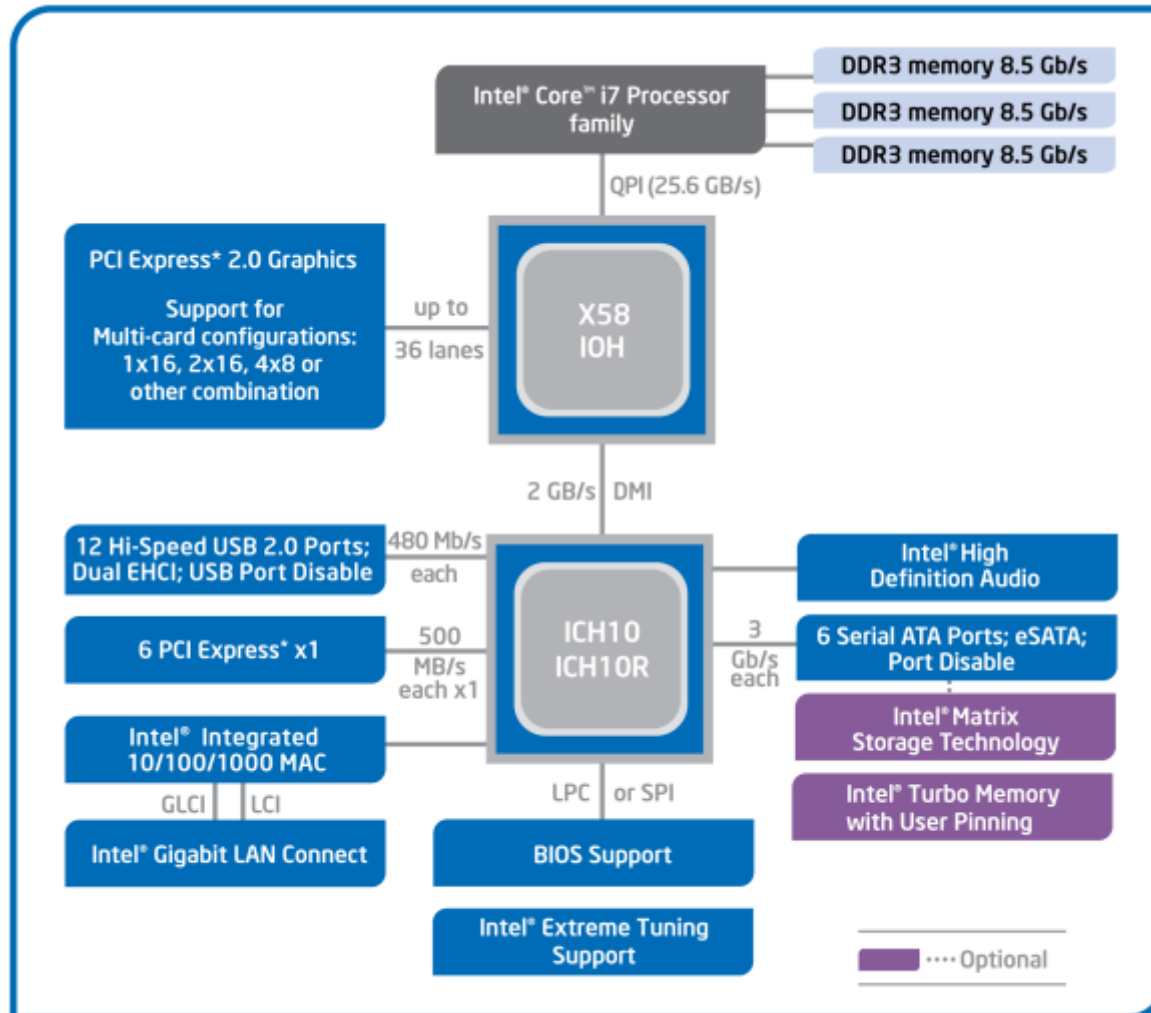 Intel® Core™ i7 Processor
family
DDR3 memory 8.5 Gb/s
DDR3 memory 8.5 Gb/s
DDR3 memory 8.5 Gb/s
QPI (25.6 GB/s)
PCI Express* 2.0 Graphics
Support for
Multi-card configurations:
1x16, 2x16, 4x8 or
other combination
up to
36 lanes
X58
IOH
2 GB/s DMI
12 Hi-Speed USB 2.0 Ports;
Dual EHCI; USB Port Disable
480 Mb/s
each
6 PCI Express* x1
500
MB/s
each x1
Intel® Integrated
10/100/1000 MAC
GLCI LCI
Intel® Gigabit LAN Connect
ICH10
ICH10R
Intel® High
Definition Audio
3
Gb/s
each
6 Serial ATA Ports; eSATA;
Port Disable
Intel® Matrix
Storage Technology
Intel® Turbo Memory
with User Pinning
LPC or SPI
BIOS Support
Intel® Extreme Tuning
Support
Optional